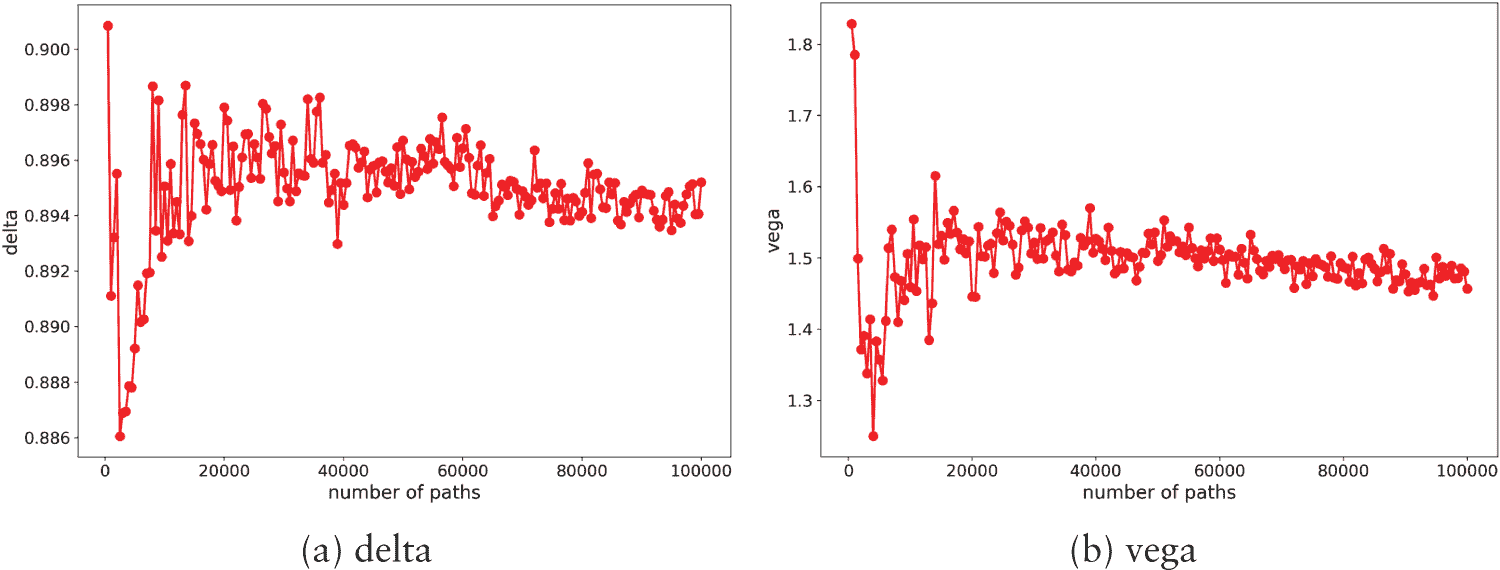 0.900
0.898
0.896
0.894
0.892
0.890
0.888
0.886
delta
0 20000 40000 60000 80000 100000
number of paths
(a) delta
1.8
1.7
1.6
1.5
1.4
1.3
vega
0 20000 40000 60000 80000 100000
number of paths
(b) vega